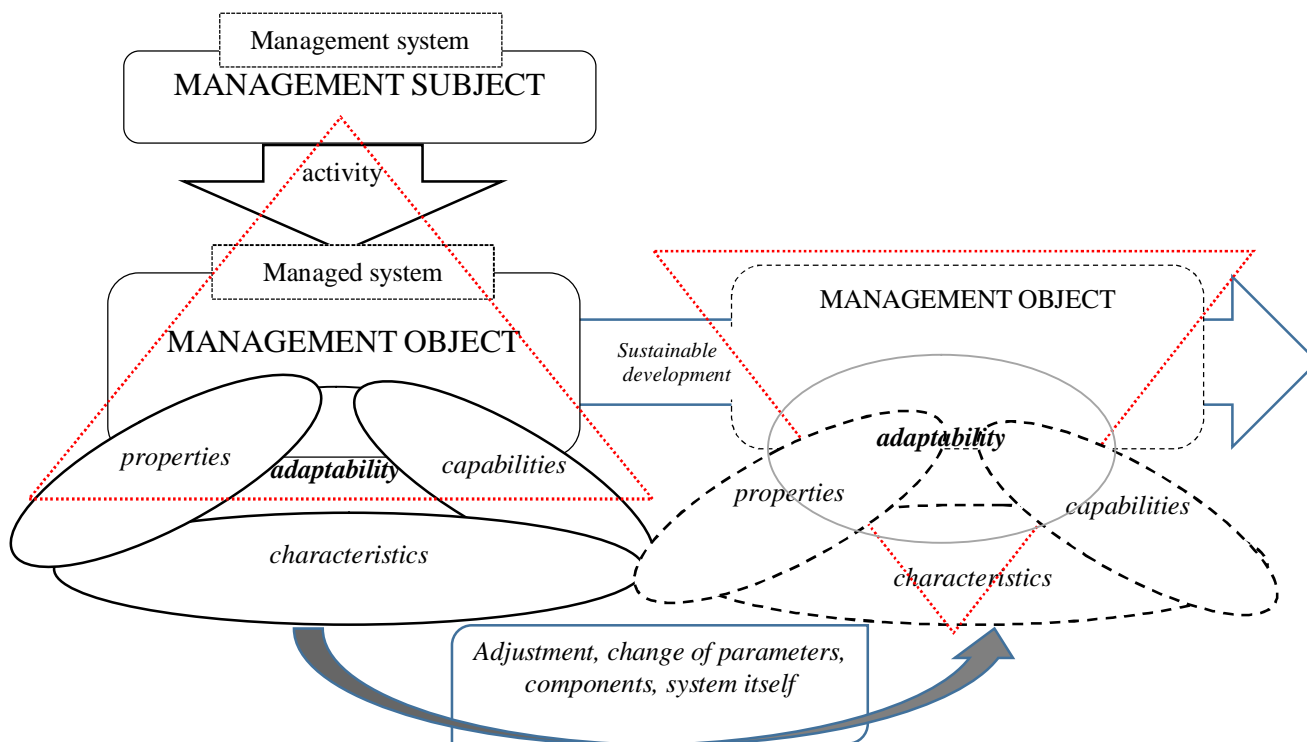 Management system
MANAGEMENT SUBJECT
activity
Managed system
MANAGEMENT OBJECT
properties
adaptability
capabilities
characteristics
Sustainable
development
MANAGEMENT OBJECT
adaptability
properties
capabilities
characteristics
Adjustment, change of parameters,
components, system itself